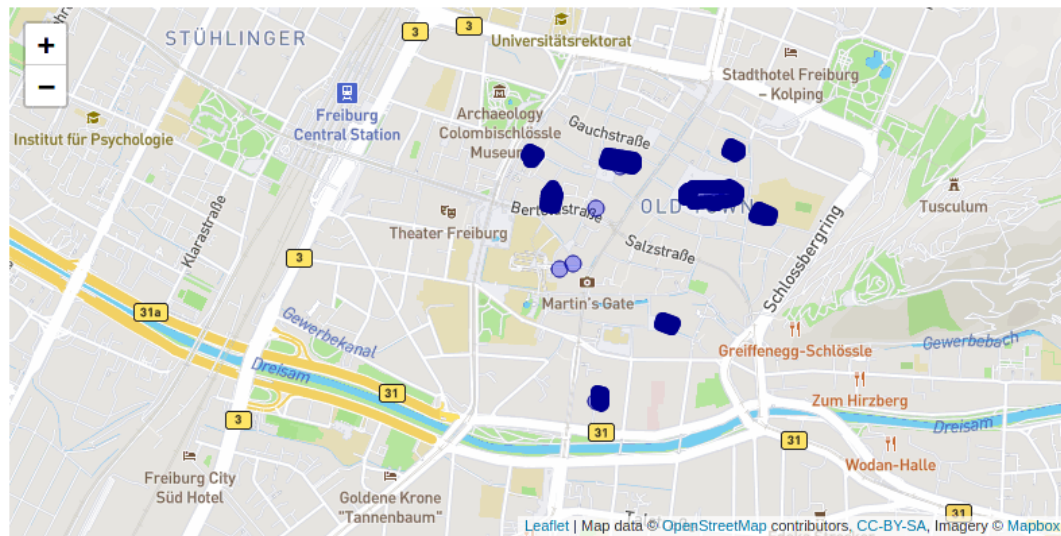 STÜHLINGER
3
3
Universitätsrektorat
+
−
Stadthotel Freiburg
– Kolping
Institut für Psychologie
Freiburg
Central Station
Archaeology
Colombischlössle
Museum
Gauchstraße
Klarastraße
Theater Freiburg
OLD TOWN
Tusculum
Salzstraße
Schlossbergring
3
31a
Martin's Gate
Gewerbekanal
Greiffenegg-Schlössle
Gewerbebach
Dreisam
31
Zum Hirzberg
3
31
31
Dreisam
Wodan-Halle
Freiburg City
Süd Hotel
Goldene Krone
"Tannenbaum"
31
Leaflet | Map data © OpenStreetMap contributors, CC-BY-SA, Imagery © Mapbox